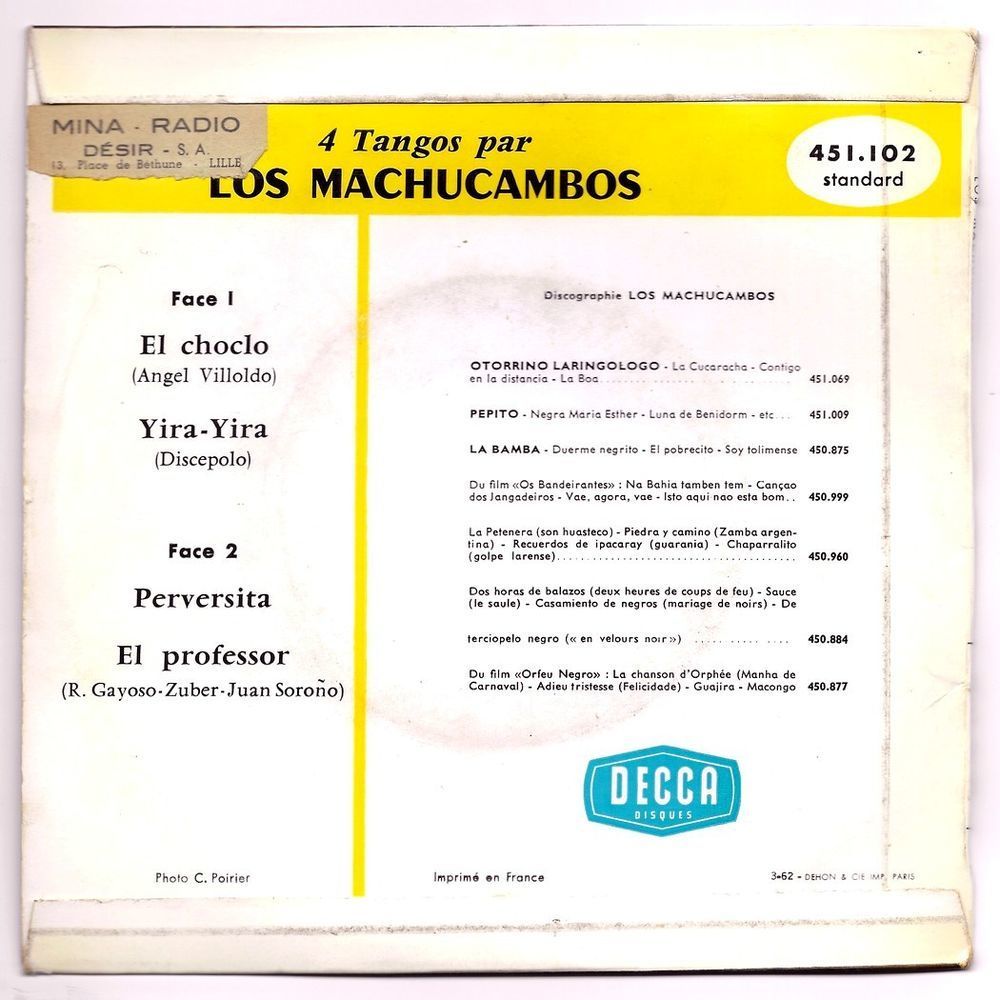 MINA - RADIO
DÉSIR - S. A.
13, Place de Béthune - LILLE
4 Tangos par
LOS MACHUCAMBOS
451.102
standard
Face 1
El choclo
(Angel Villoldo)
Yira-Yira
(Discepolo)
Face 2
Perversita
El professor
(R. Gayoso-Zuber-Juan Soroño)
Discographie LOS MACHUCAMBOS
OTORRINO LARINGOLOGO - La Cucaracha - Contigo
en la distancia - La Boa 451.069
PEPITO - Negra Maria Esther - Luna de Benidorm - etc... 451.009
LA BAMBA - Duerme negrito - El pobrecito - Soy tolimense 450.875
Du film «Os Bandeirantes» : Na Bahia tamben tem - Cançao
dos Jangadeiros - Vae, agora, vae - Isto aqui nao esta bom.. 450.999
La Petenera (son huasteco) - Piedra y camino (Zamba argen-
tina) - Recuerdos de ipacaray (guarania) - Chaparralito
(golpe larense) 450.960
Dos horas de balazos (deux heures de coups de feu) - Sauce
(le saule) - Casamiento de negros (mariage de noirs) - De
terciopelo negro (« en velours noir ») 450.884
Du film «Orfeu Negro» : La chanson d'Orphée (Manha de
Carnaval) - Adieu tristesse (Felicidade) - Guajira - Macongo 450.877
DECCA
DISQUES
Photo C. Poirier
Imprimé en France
3-62 - DEHON & CIE IMP. PARIS